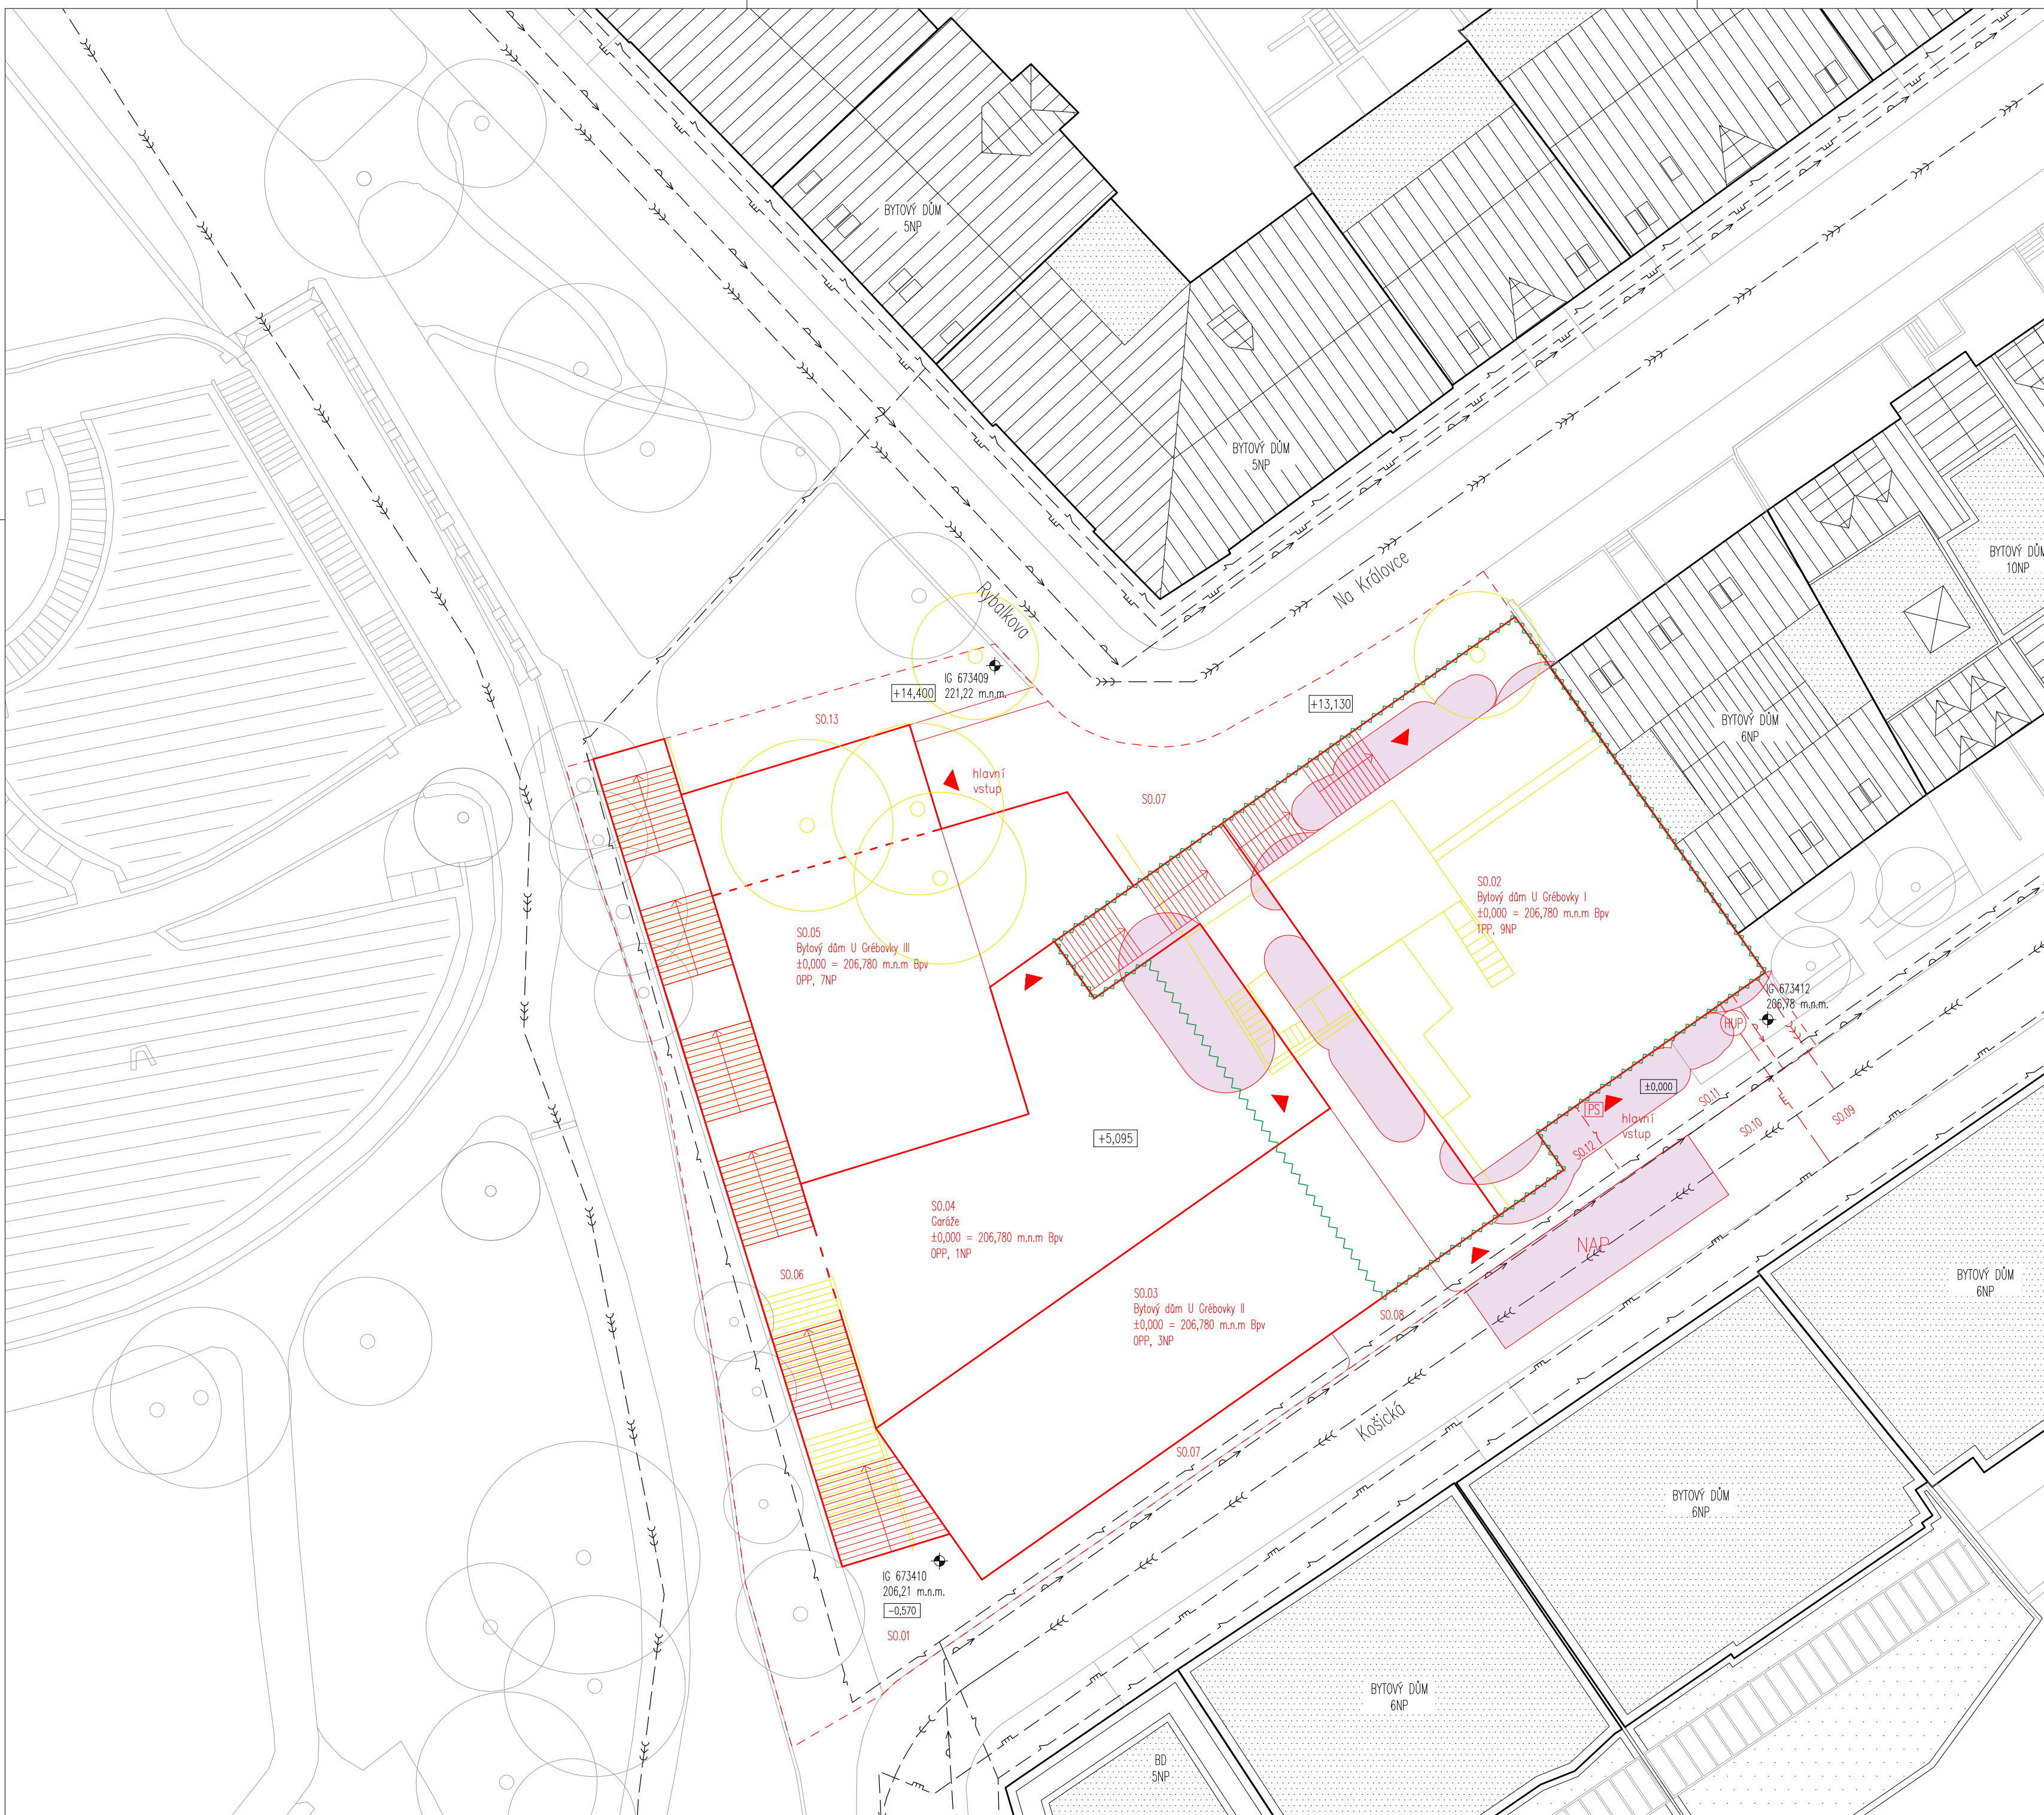 BYTOVÝ DŮM
5NP
BYTOVÝ DŮM
5NP
BYTOVÝ DŮM
10NP
Rybalkova
Na Královce
IG 673409
221,22 m.n.m.
+14,400
+13,130
SO.13
BYTOVÝ DŮM
6NP
hlavní
vstup
SO.07
SO.02
Bytový dům U Grébovky I
±0,000 = 206,780 m.n.m Bpv
1PP, 9NP
SO.05
Bytový dům U Grébovky III
±0,000 = 206,780 m.n.m Bpv
0PP, 7NP
IG 673412
206,78 m.n.m.
HUP
±0,000
PS
hlavní
vstup
SO.11
SO.10
SO.09
SO.12
+5,095
SO.04
Garáže
±0,000 = 206,780 m.n.m Bpv
0PP, 1NP
NAP
SO.06
SO.03
Bytový dům U Grébovky II
±0,000 = 206,780 m.n.m Bpv
0PP, 3NP
BYTOVÝ DŮM
6NP
SO.08
Košická
SO.07
BYTOVÝ DŮM
6NP
IG 673410
206,21 m.n.m.
-0,570
SO.01
BYTOVÝ DŮM
6NP
BD
5NP